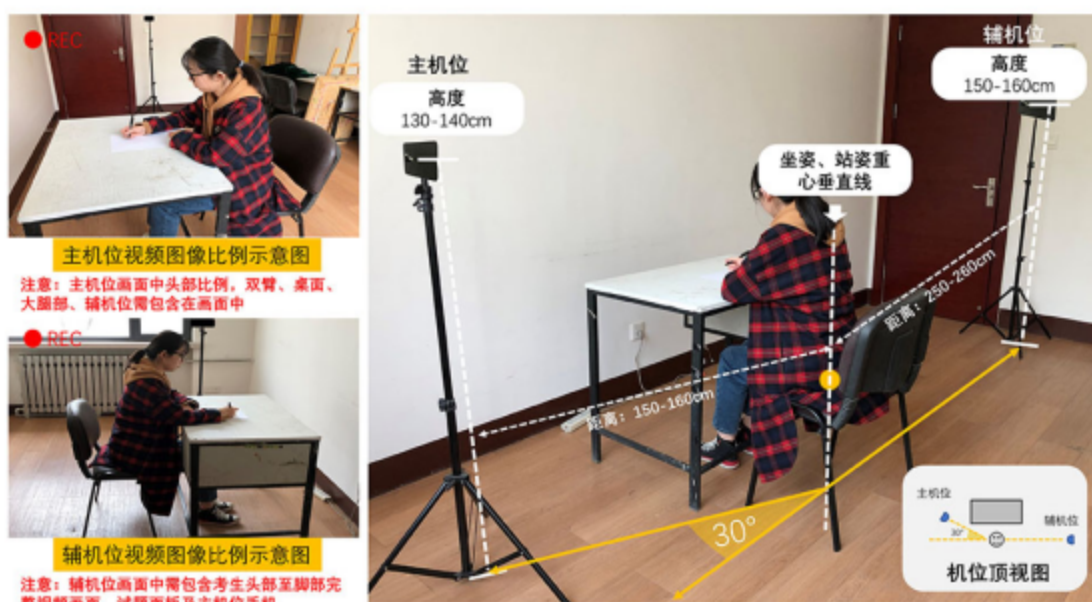 REC
主机位视频图像比例示意图
注意：主机位画面中头部比例，双臂、桌面、
大腿部、辅机位需包含在画面中
REC
辅机位视频图像比例示意图
注意：辅机位画面中需包含考生头部至脚部完
主机位
高度
130-140cm
辅机位
高度
150-160cm
坐姿、站姿重
心垂直线
距离：250-260cm
距离：150-160cm
30°
主机位
30°
辅机位
机位顶视图